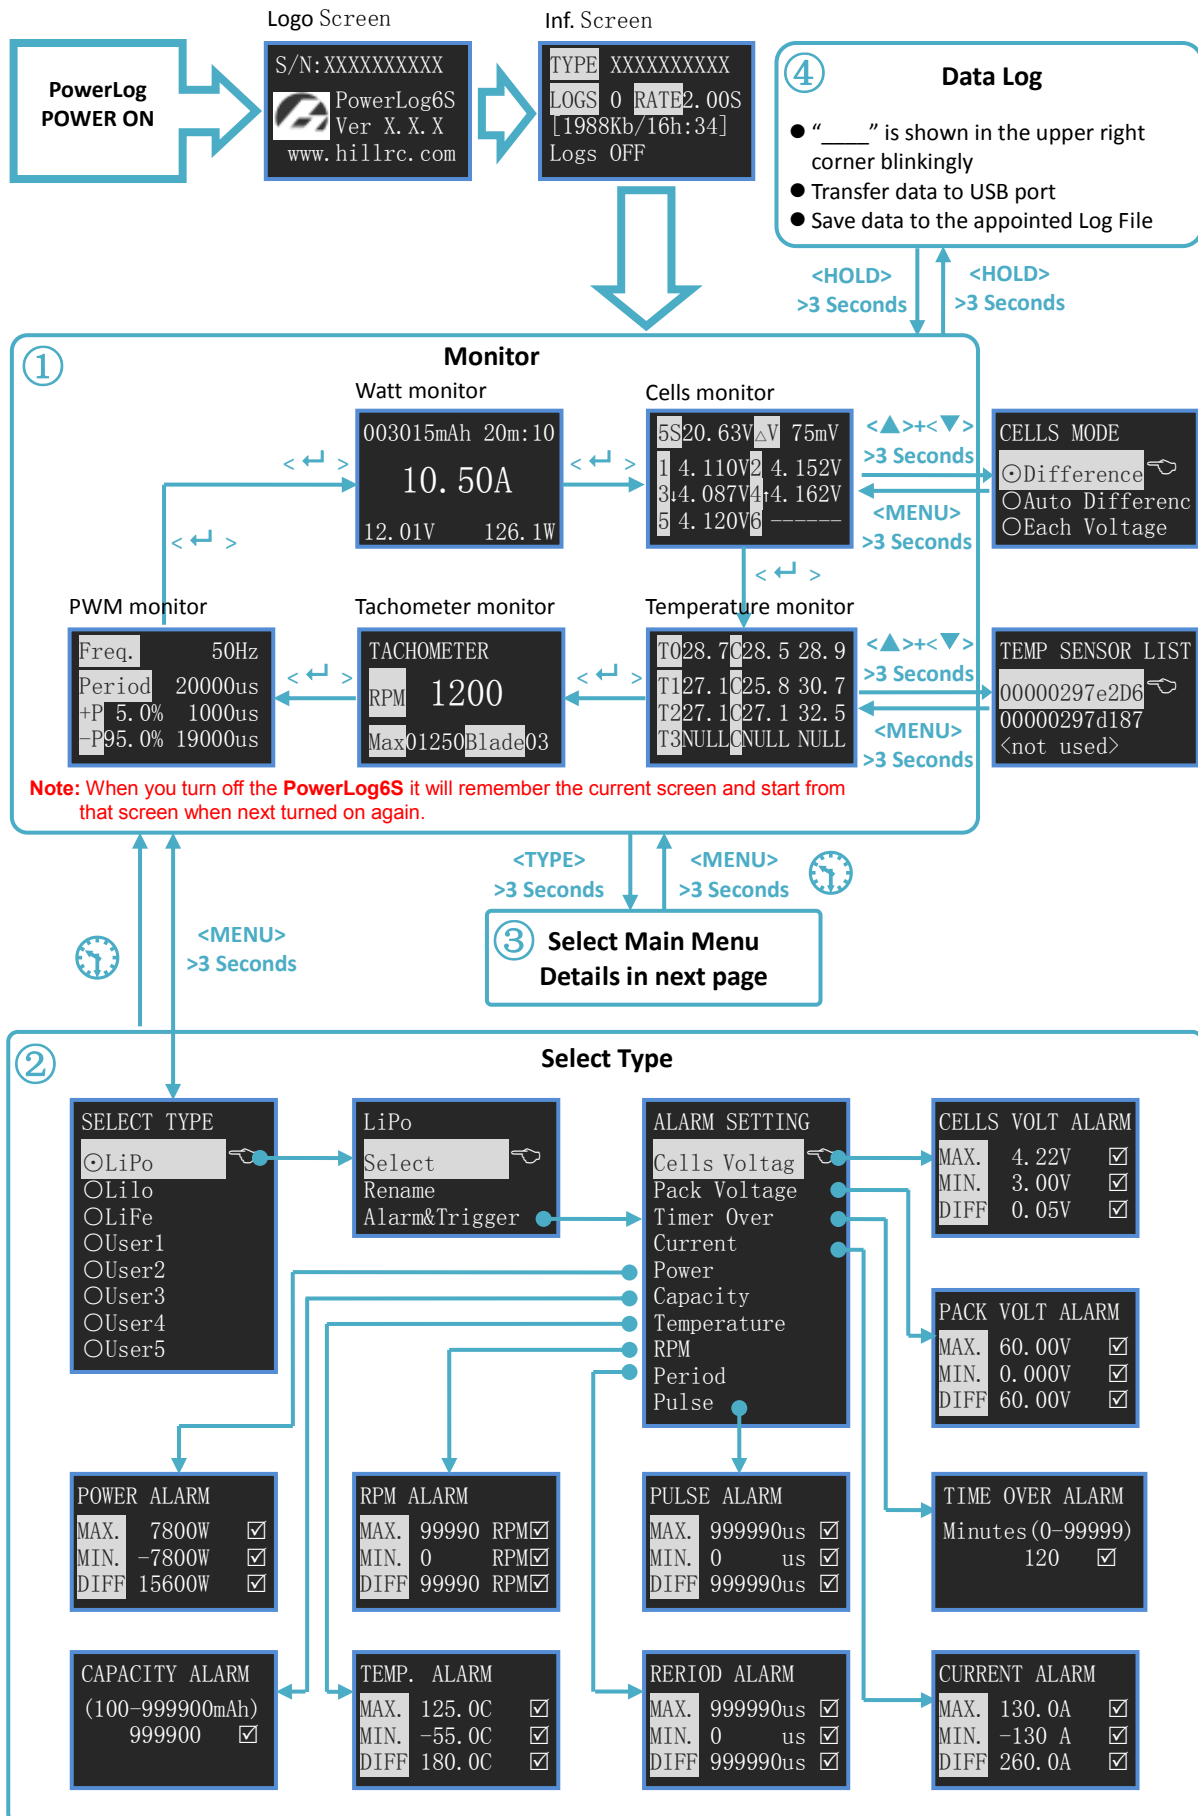 Logo Screen
Inf. Screen
PowerLog
POWER ON
S/N:XXXXXXXXXX
PowerLog6S
Ver X.X.X
www.hillrc.com
TYPE XXXXXXXXXX
LOGS 0 RATE2.00S
[1988Kb/16h:34]
Logs OFF
④ Data Log
● “____” is shown in the upper right
corner blinkingly
● Transfer data to USB port
● Save data to the appointed Log File
<HOLD>
>3 Seconds
<HOLD>
>3 Seconds
① Monitor
Watt monitor
003015mAh 20m:10
10.50A
12.01V 126.1W
< ↵ >
< ↵ >
Cells monitor
5S20.63V△V 75mV
1 4.110V2 4.152V
3↓4.087V4↑4.162V
5 4.120V6 ------
<▲>+<▼>
>3 Seconds
<MENU>
>3 Seconds
CELLS MODE
⊙Difference
○Auto Differenc
○Each Voltage
< ↵ >
< ↵ >
PWM monitor
Freq. 50Hz
Period 20000us
+P 5.0% 1000us
-P95.0% 19000us
< ↵ >
Tachometer monitor
TACHOMETER
RPM 1200
Max01250Blade03
< ↵ >
Temperature monitor
T028.7C28.5 28.9
T127.1C25.8 30.7
T227.1C27.1 32.5
T3NULLCNULL NULL
<▲>+<▼>
>3 Seconds
<MENU>
>3 Seconds
TEMP SENSOR LIST
00000297e2D6
00000297d187
<not used>
Note: When you turn off the PowerLog6S it will remember the current screen and start from
that screen when next turned on again.
<TYPE>
>3 Seconds
<MENU>
>3 Seconds
<MENU>
>3 Seconds
③ Select Main Menu
Details in next page
② Select Type
SELECT TYPE
⊙LiPo
○LiIo
○LiFe
○User1
○User2
○User3
○User4
○User5
LiPo
Select
Rename
Alarm&Trigger
ALARM SETTING
Cells Voltag
Pack Voltage
Timer Over
Current
Power
Capacity
Temperature
RPM
Period
Pulse
CELLS VOLT ALARM
MAX. 4.22V ☑
MIN. 3.00V ☑
DIFF 0.05V ☑
PACK VOLT ALARM
MAX. 60.00V ☑
MIN. 0.000V ☑
DIFF 60.00V ☑
POWER ALARM
MAX. 7800W ☑
MIN. -7800W ☑
DIFF 15600W ☑
RPM ALARM
MAX. 99990 RPM☑
MIN. 0 RPM☑
DIFF 99990 RPM☑
PULSE ALARM
MAX. 999990us ☑
MIN. 0 us ☑
DIFF 999990us ☑
TIME OVER ALARM
Minutes(0-99999)
120 ☑
CAPACITY ALARM
(100-999900mAh)
999900 ☑
TEMP. ALARM
MAX. 125.0C ☑
MIN. -55.0C ☑
DIFF 180.0C ☑
RERIOD ALARM
MAX. 999990us ☑
MIN. 0 us ☑
DIFF 999990us ☑
CURRENT ALARM
MAX. 130.0A ☑
MIN. -130 A ☑
DIFF 260.0A ☑